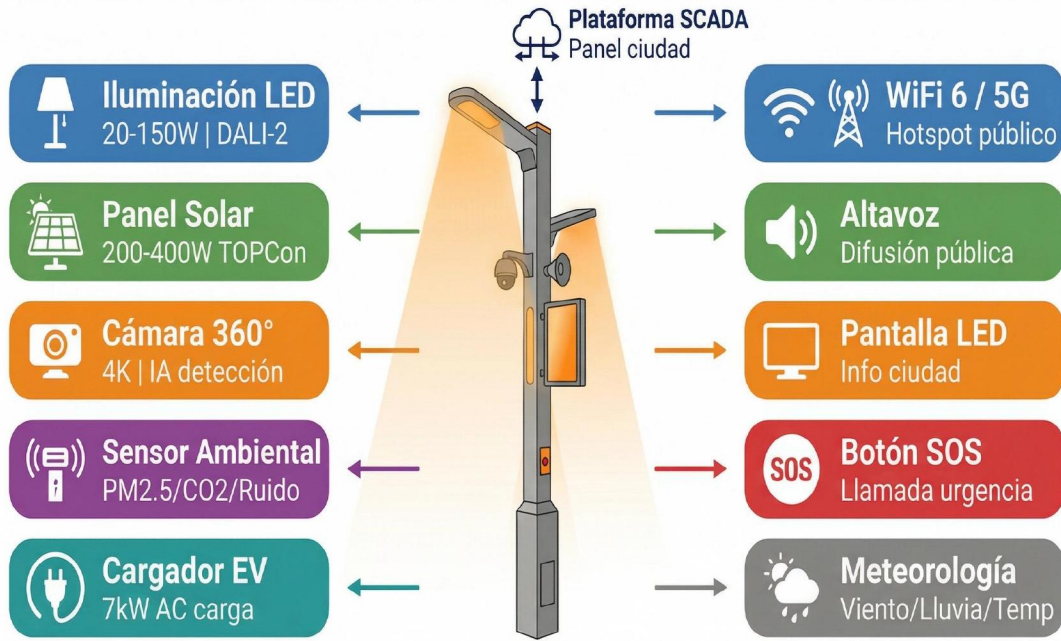 Plataforma SCADA
Panel ciudad
Iluminación LED
20-150W | DALI-2
Panel Solar
200-400W TOPCon
Cámara 360°
4K | IA detección
Sensor Ambiental
PM2.5/CO2/Ruido
Cargador EV
7kW AC carga
WiFi 6 / 5G
Hotspot público
Altavoz
Difusión pública
Pantalla LED
Info ciudad
SOS
Botón SOS
Llamada urgencia
Meteorología
Viento/Lluvia/Temp